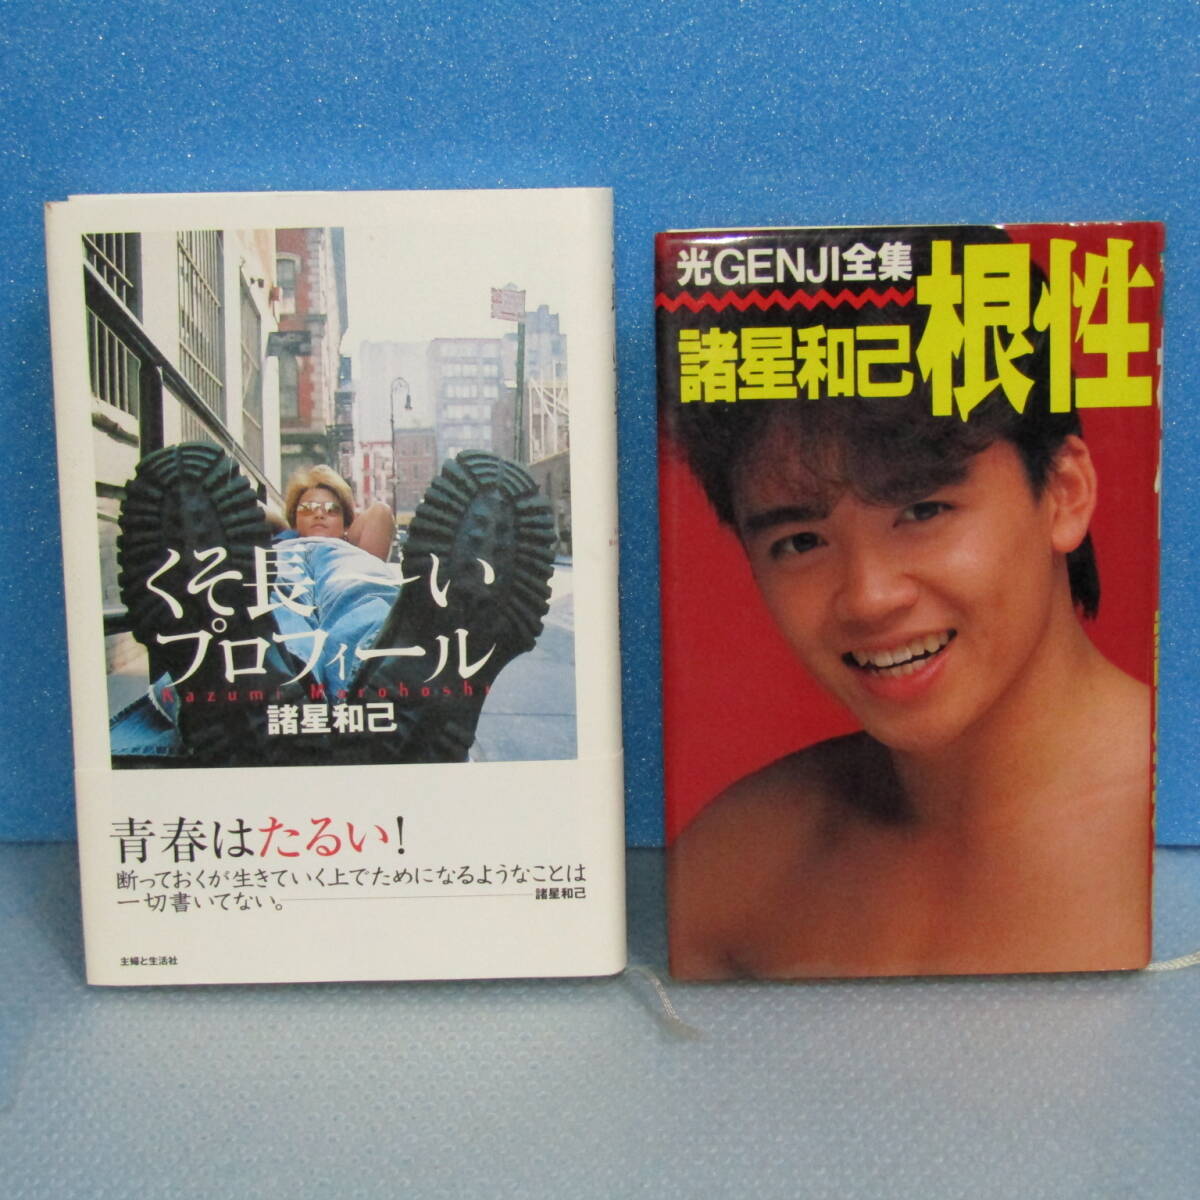 くそ長ーい
プロフィール
Kazumi Morohoshi
諸星和己
青春はたるい!
断っておくが生きていく上でためになるようなことは
一切書いてない。――諸星和己
主婦と生活社
光GENJI全集
諸星和己
根性